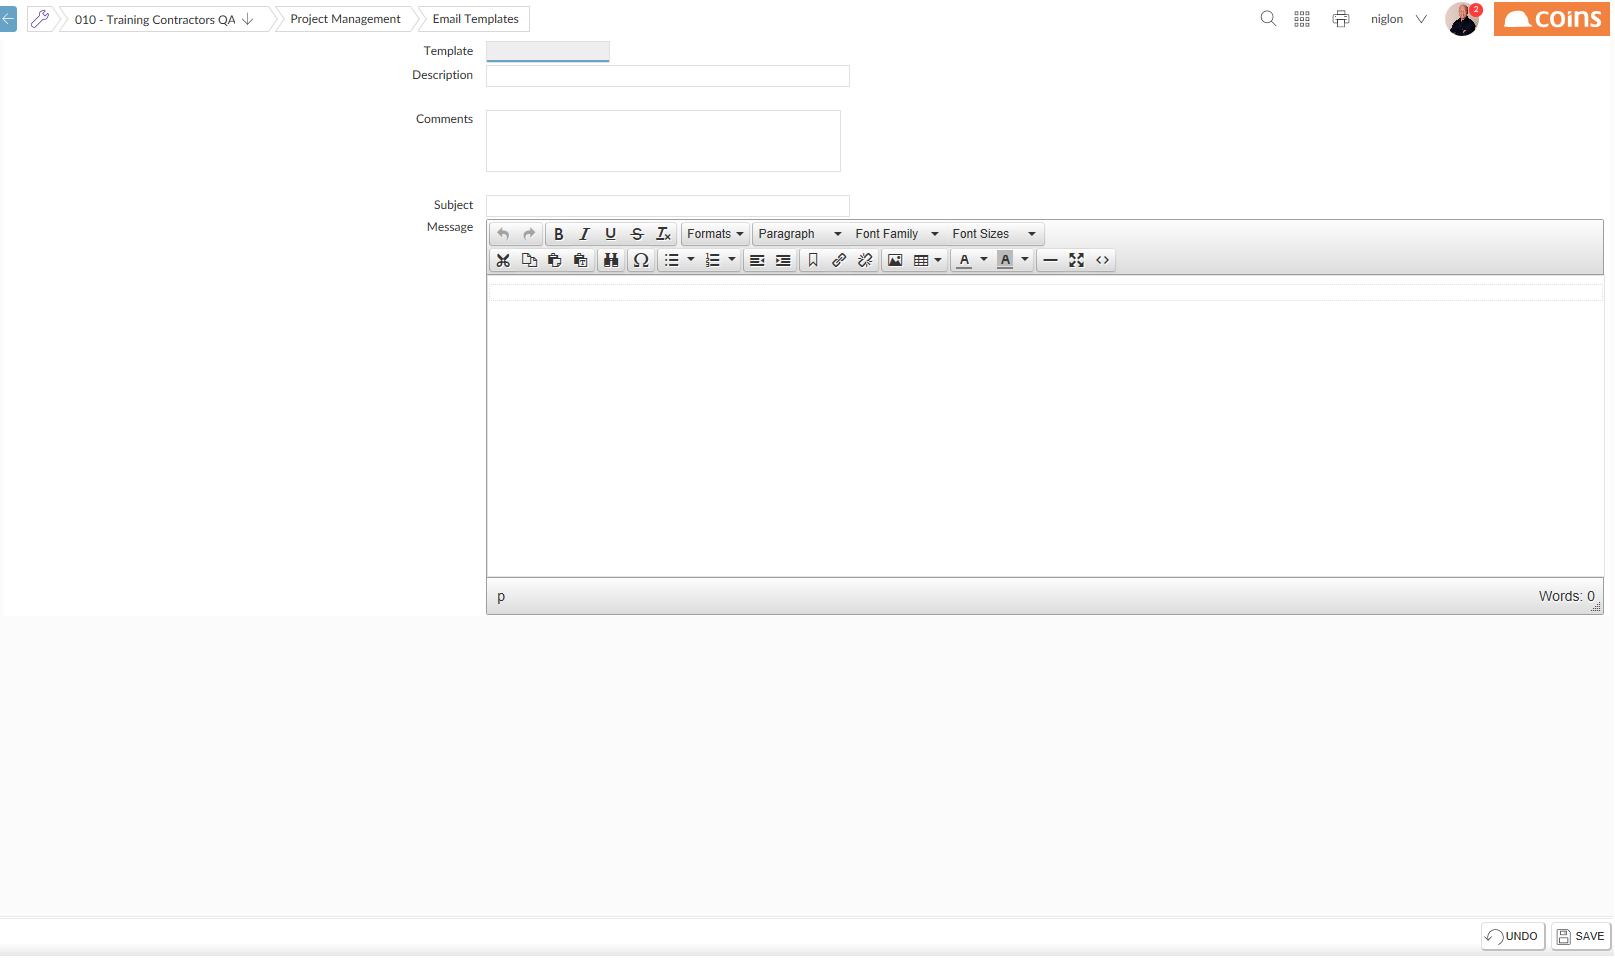 010 - Training Contractors QA
Project Management
Email Templates
niglon
2
coins
Template
Description
Comments
Subject
Message
B I U S Ix Formats Paragraph Font Family Font Sizes
Ω A A
p
Words: 0
UNDO
SAVE